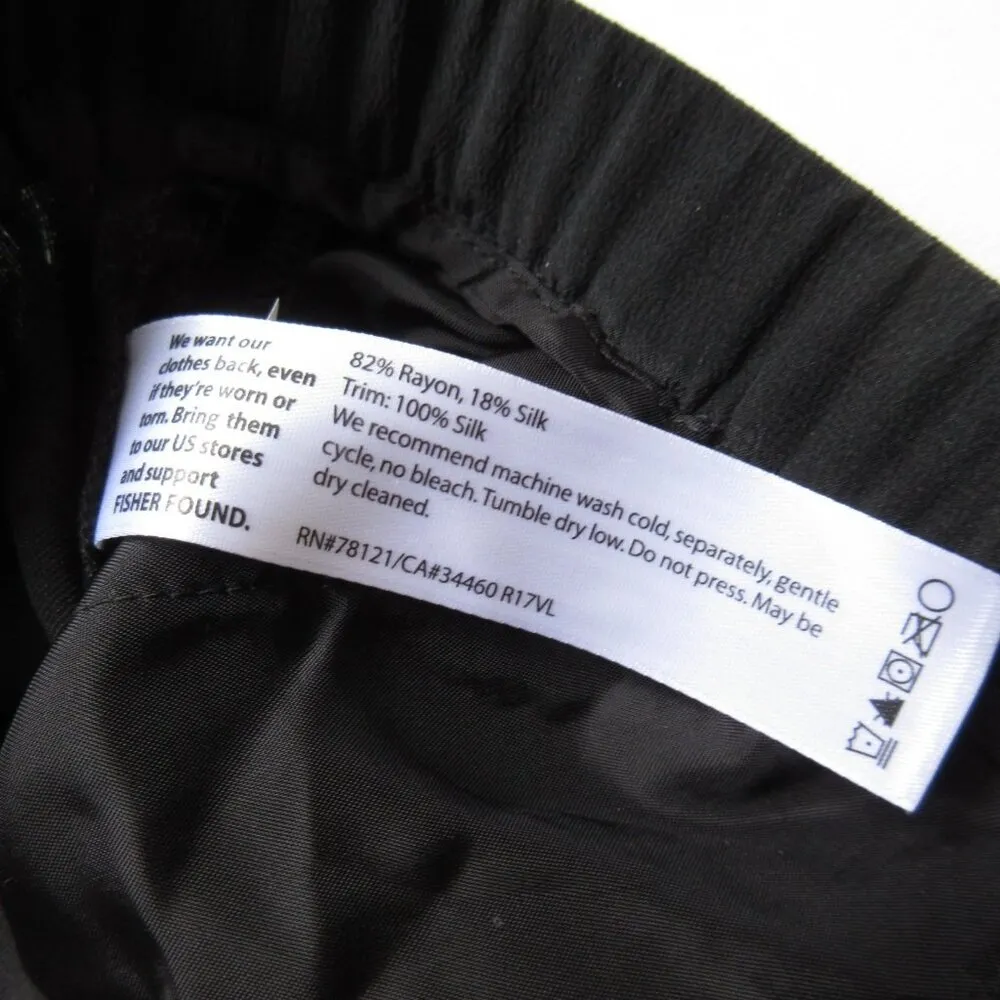 We want our
clothes back, even
if they're worn or
torn. Bring them
to our US stores
and support
FISHER FOUND.
82% Rayon, 18% Silk
Trim: 100% Silk
We recommend machine wash cold, separately, gentle
cycle, no bleach. Tumble dry low. Do not press. May be
dry cleaned.
RN#78121/CA#34460 R17VL